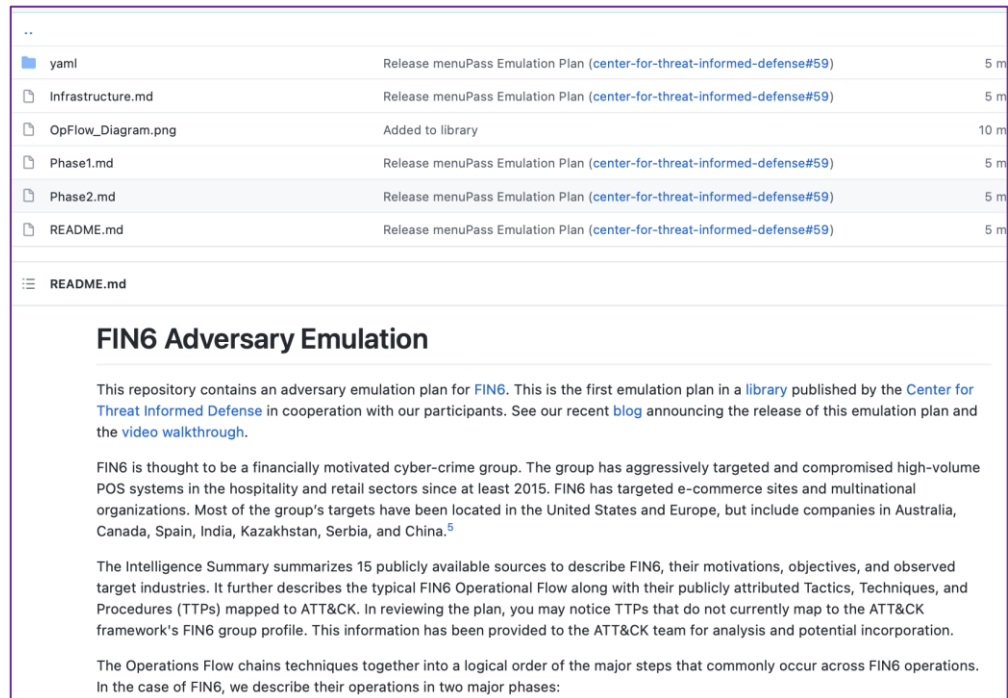 ..
yaml Release menuPass Emulation Plan (center-for-threat-informed-defense#59) 5 m
Infrastructure.md Release menuPass Emulation Plan (center-for-threat-informed-defense#59) 5 m
OpFlow_Diagram.png Added to library 10 m
Phase1.md Release menuPass Emulation Plan (center-for-threat-informed-defense#59) 5 m
Phase2.md Release menuPass Emulation Plan (center-for-threat-informed-defense#59) 5 m
README.md Release menuPass Emulation Plan (center-for-threat-informed-defense#59) 5 m
README.md
FIN6 Adversary Emulation
This repository contains an adversary emulation plan for FIN6. This is the first emulation plan in a library published by the Center for
Threat Informed Defense in cooperation with our participants. See our recent blog announcing the release of this emulation plan and
the video walkthrough.
FIN6 is thought to be a financially motivated cyber-crime group. The group has aggressively targeted and compromised high-volume
POS systems in the hospitality and retail sectors since at least 2015. FIN6 has targeted e-commerce sites and multinational
organizations. Most of the group's targets have been located in the United States and Europe, but include companies in Australia,
Canada, Spain, India, Kazakhstan, Serbia, and China.5
The Intelligence Summary summarizes 15 publicly available sources to describe FIN6, their motivations, objectives, and observed
target industries. It further describes the typical FIN6 Operational Flow along with their publicly attributed Tactics, Techniques, and
Procedures (TTPs) mapped to ATT&CK. In reviewing the plan, you may notice TTPs that do not currently map to the ATT&CK
framework's FIN6 group profile. This information has been provided to the ATT&CK team for analysis and potential incorporation.
The Operations Flow chains techniques together into a logical order of the major steps that commonly occur across FIN6 operations.
In the case of FIN6, we describe their operations in two major phases: